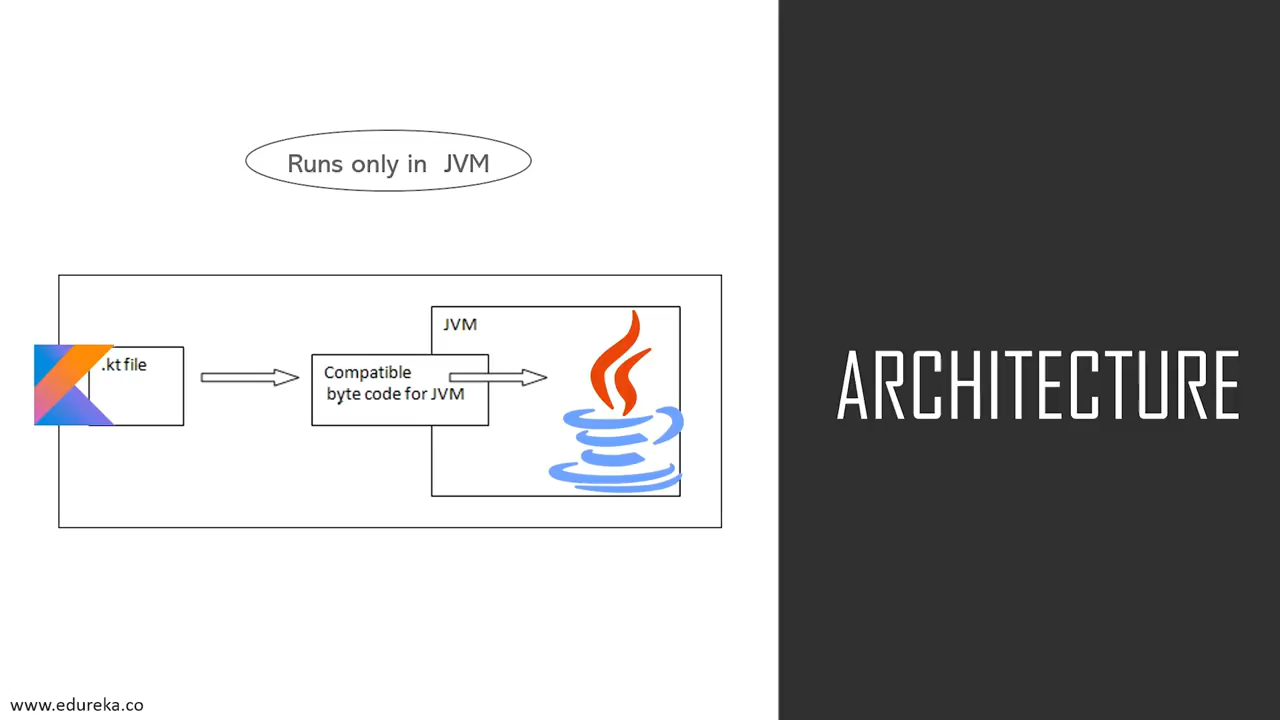 Runs only in JVM
JVM
.kt file
Compatible
byte code for JVM
ARCHITECTURE
www.edureka.co